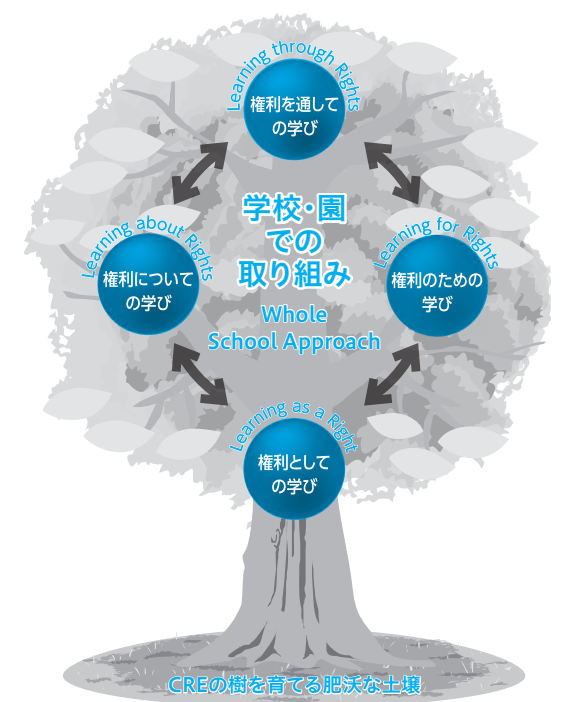 Learning through Rights
権利を通して
の学び
学校・園
での
取り組み
Learning about Rights
権利について
の学び
Learning for Rights
権利のための
学び
Whole
School Approach
Learning as a Right
権利として
の学び
CREの樹を育てる肥沃な土壌